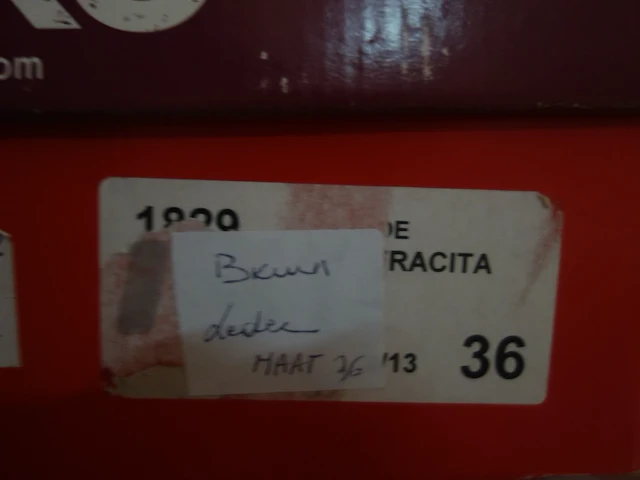 om
1829
DE
TRACITA
Bruin
Leder
MAAT 36
/13
36